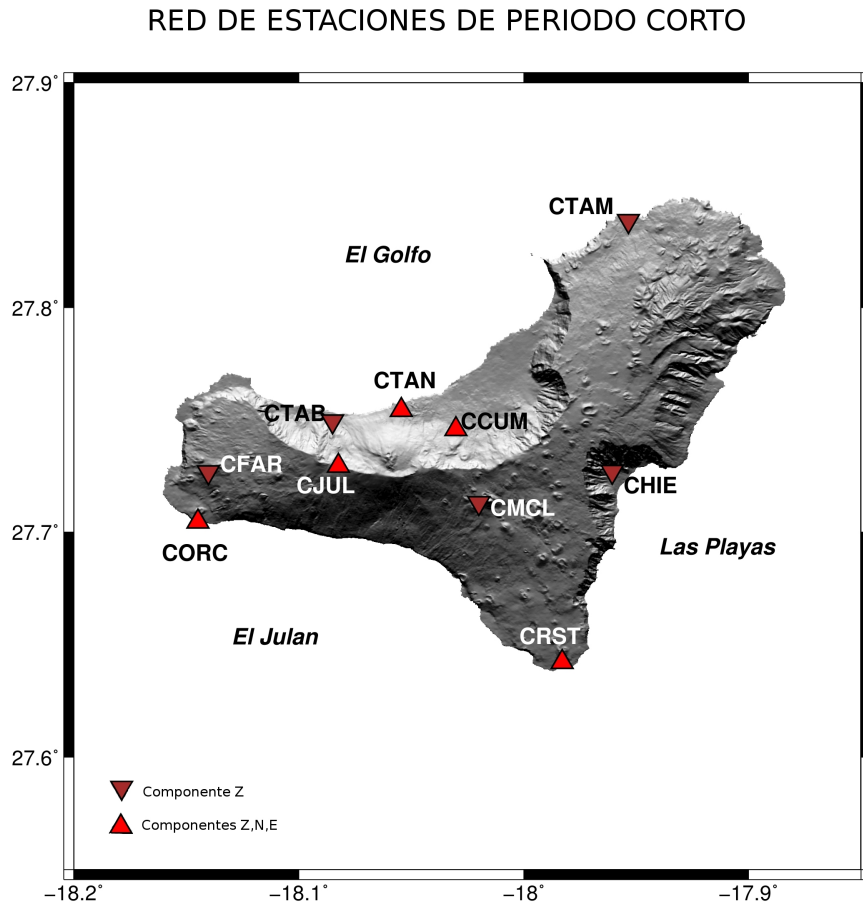 RED DE ESTACIONES DE PERIODO CORTO
27.9°
CTAM
El Golfo
27.8°
CTAN
CTAB
CCUM
CFAR
CJUL
CHIE
CMCL
27.7°
CORC
Las Playas
El Julan
CRST
27.6°
Componente Z
Componentes Z,N,E
−18.2° −18.1° −18° −17.9°